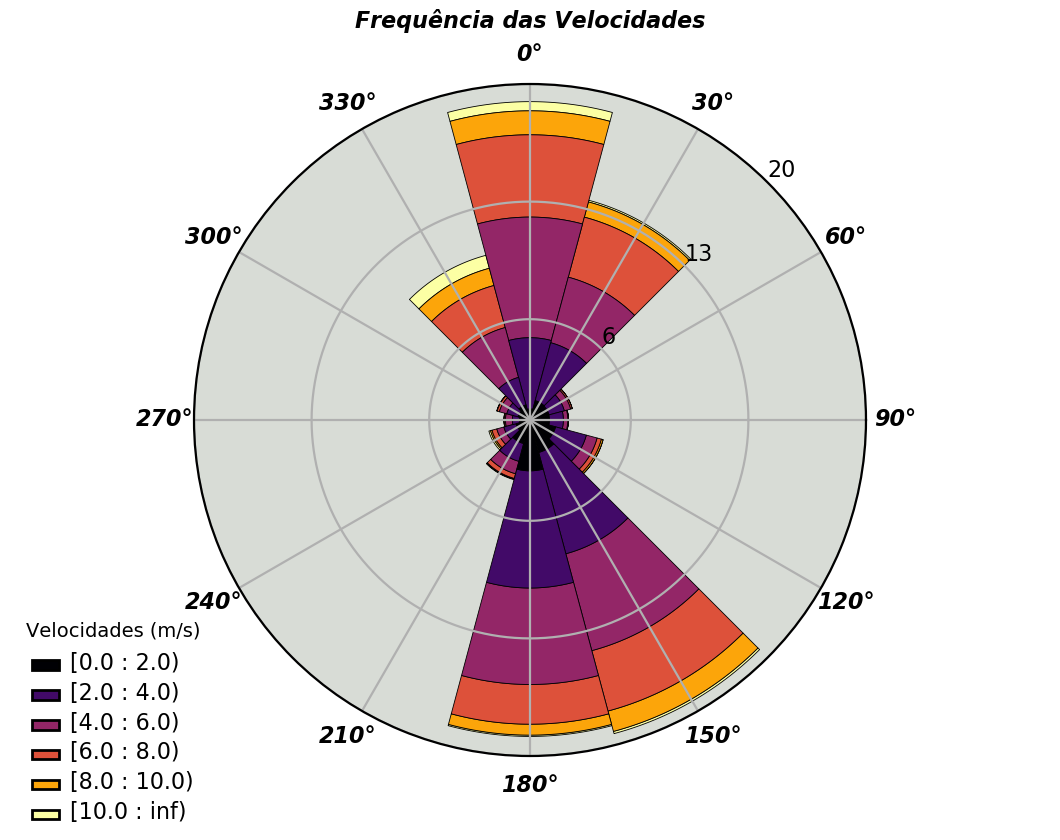 Frequência das Velocidades
0°
330°
30°
20
300°
60°
13
6
270°
90°
240°
120°
210°
150°
180°
Velocidades (m/s)
[0.0 : 2.0)
[2.0 : 4.0)
[4.0 : 6.0)
[6.0 : 8.0)
[8.0 : 10.0)
[10.0 : inf)